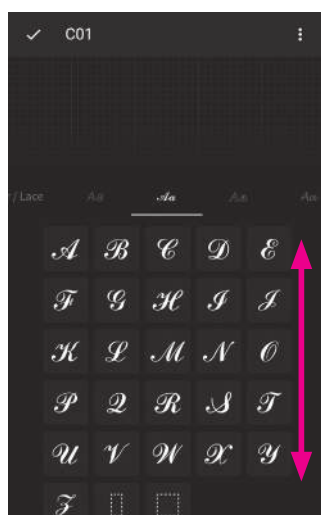 C01
/ Lace Aa Aa Aa Aa
A B C D E
F G H I J
K L M N O
P Q R S T
U V W X Y
Z